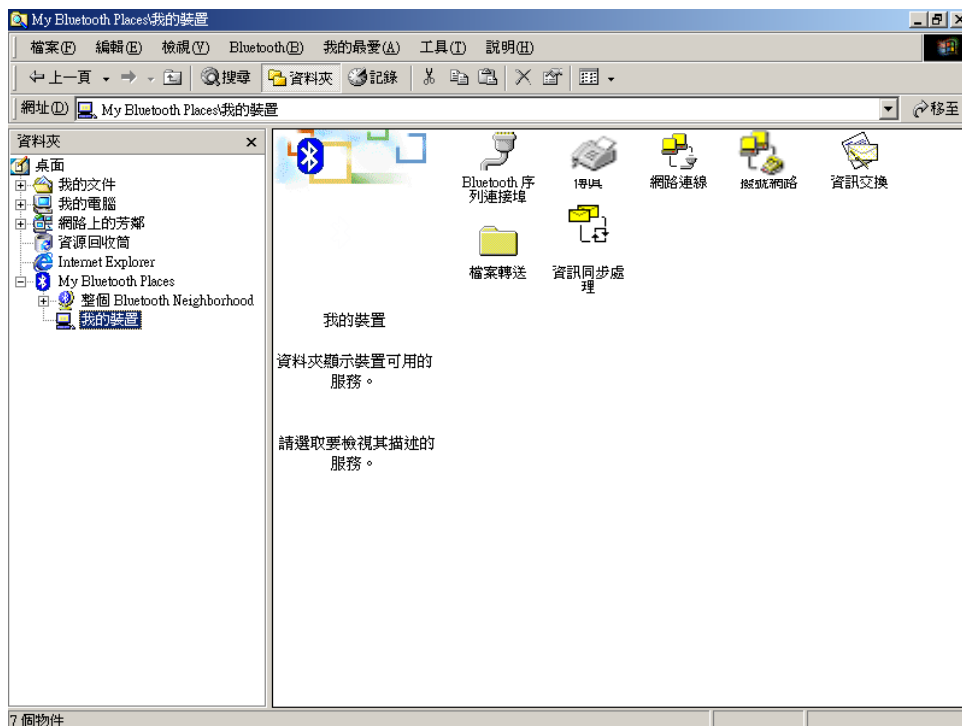 My Bluetooth Places\我的裝置
檔案(F) 編輯(E) 檢視(V) Bluetooth(B) 我的最愛(A) 工具(T) 說明(H)
上一頁 搜尋 資料夾 記錄
網址(D) My Bluetooth Places\我的裝置 移至
資料夾
桌面
我的文件
我的電腦
網路上的芳鄰
資源回收筒
Internet Explorer
My Bluetooth Places
整個 Bluetooth Neighborhood
我的裝置
Bluetooth 序
列連接埠
傳真
網路連線
撥號網路
資訊交換
檔案轉送
資訊同步處
理
我的裝置
資料夾顯示裝置可用的
服務。
請選取要檢視其描述的
服務。
7 個物件